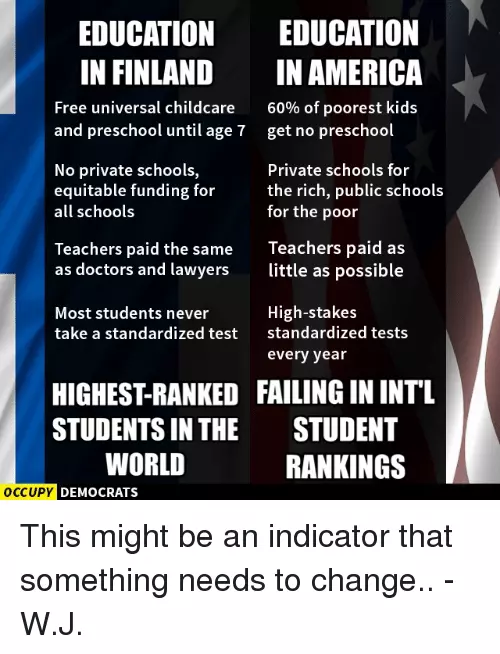 EDUCATION
IN FINLAND
EDUCATION
IN AMERICA
Free universal childcare
and preschool until age 7
60% of poorest kids
get no preschool
No private schools,
equitable funding for
all schools
Private schools for
the rich, public schools
for the poor
Teachers paid the same
as doctors and lawyers
Teachers paid as
little as possible
Most students never
take a standardized test
High-stakes
standardized tests
every year
HIGHEST-RANKED
STUDENTS IN THE
WORLD
FAILING IN INT'L
STUDENT
RANKINGS
OCCUPY DEMOCRATS
This might be an indicator that
something needs to change.. -
W.J.